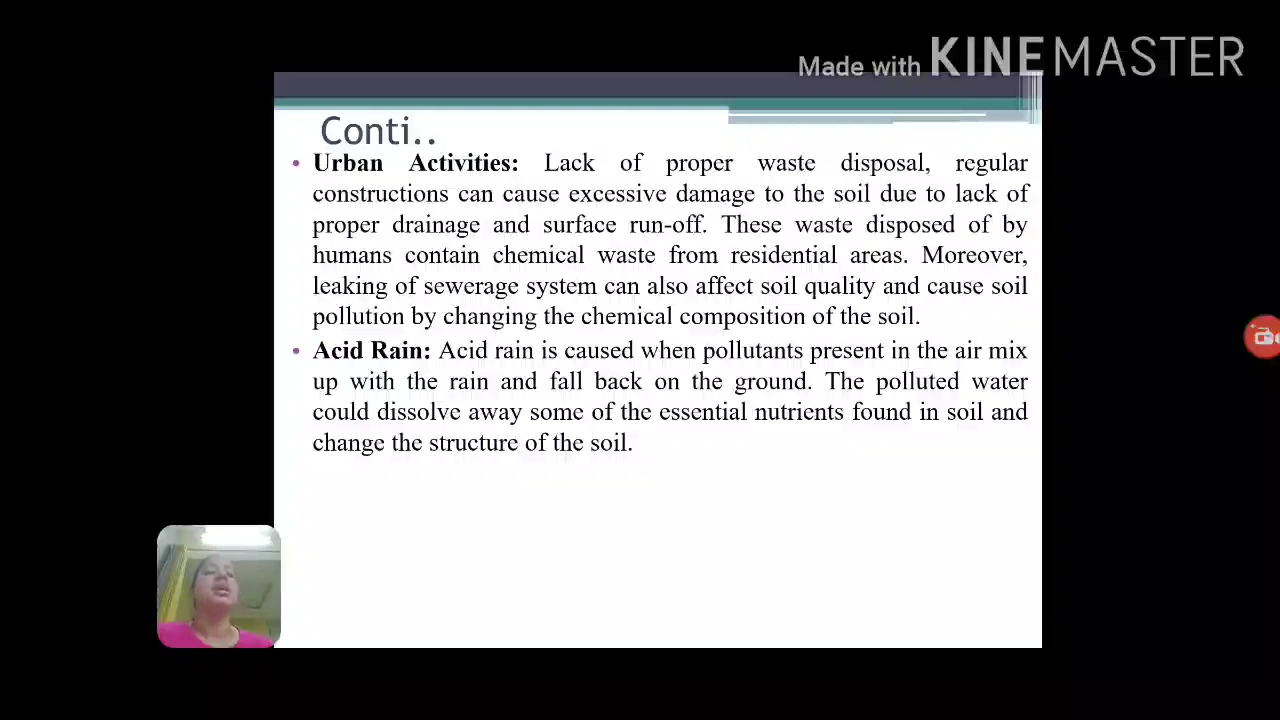 Made with KINEMASTER
Conti..
• Urban Activities: Lack of proper waste disposal, regular
constructions can cause excessive damage to the soil due to lack of
proper drainage and surface run-off. These waste disposed of by
humans contain chemical waste from residential areas. Moreover,
leaking of sewerage system can also affect soil quality and cause soil
pollution by changing the chemical composition of the soil.
• Acid Rain: Acid rain is caused when pollutants present in the air mix
up with the rain and fall back on the ground. The polluted water
could dissolve away some of the essential nutrients found in soil and
change the structure of the soil.